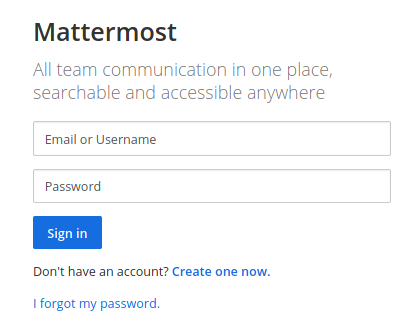 Mattermost
All team communication in one place,
searchable and accessible anywhere
Email or Username
Password
Sign in
Don't have an account? Create one now.
I forgot my password.